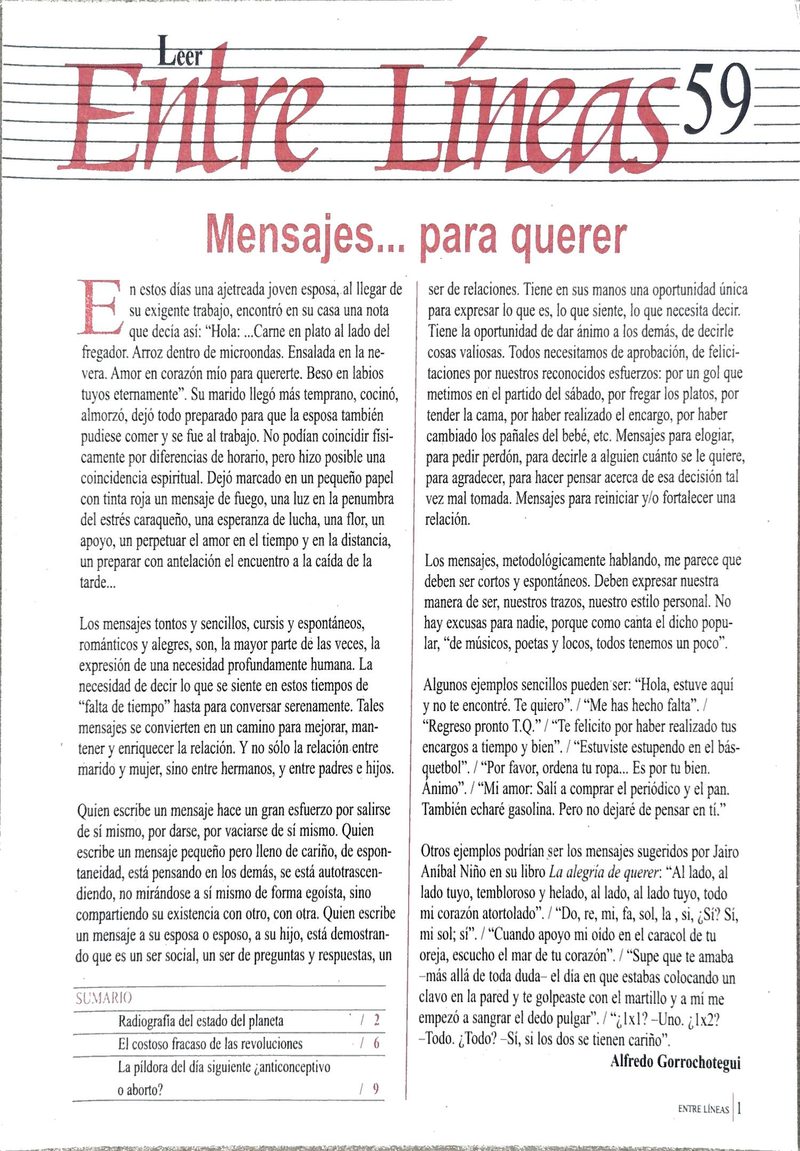 Leer
Entre Líneas 59
Mensajes... para querer
En estos días una ajetreada joven esposa, al llegar de
su exigente trabajo, encontró en su casa una nota
que decía así: “Hola: ...Carne en plato al lado del
fregador. Arroz dentro de microondas. Ensalada en la ne-
vera. Amor en corazón mío para quererte. Beso en labios
tuyos eternamente”. Su marido llegó más temprano, cocinó,
almorzó, dejó todo preparado para que la esposa también
pudiese comer y se fue al trabajo. No podían coincidir físi-
camente por diferencias de horario, pero hizo posible una
coincidencia espiritual. Dejó marcado en un pequeño papel
con tinta roja un mensaje de fuego, una luz en la penumbra
del estrés caraqueño, una esperanza de lucha, una flor, un
apoyo, un perpetuar el amor en el tiempo y en la distancia,
un preparar con antelación el encuentro a la caída de la
tarde...
Los mensajes tontos y sencillos, cursis y espontáneos,
románticos y alegres, son, la mayor parte de las veces, la
expresión de una necesidad profundamente humana. La
necesidad de decir lo que se siente en estos tiempos de
“falta de tiempo” hasta para conversar serenamente. Tales
mensajes se convierten en un camino para mejorar, man-
tener y enriquecer la relación. Y no sólo la relación entre
marido y mujer, sino entre hermanos, y entre padres e hijos.
Quien escribe un mensaje hace un gran esfuerzo por salirse
de sí mismo, por darse, por vaciarse de sí mismo. Quien
escribe un mensaje pequeño pero lleno de cariño, de espon-
taneidad, está pensando en los demás, se está autotrascen-
diendo, no mirándose a sí mismo de forma egoísta, sino
compartiendo su existencia con otro, con otra. Quien escribe
un mensaje a su esposa o esposo, a su hijo, está demostran-
do que es un ser social, un ser de preguntas y respuestas, un
SUMARIO
Radiografía del estado del planeta / 2
El costoso fracaso de las revoluciones / 6
La píldora del día siguiente ¿anticonceptivo
o aborto? / 9
ser de relaciones. Tiene en sus manos una oportunidad única
para expresar lo que es, lo que siente, lo que necesita decir.
Tiene la oportunidad de dar ánimo a los demás, de decirle
cosas valiosas. Todos necesitamos de aprobación, de felici-
taciones por nuestros reconocidos esfuerzos: por un gol que
metimos en el partido del sábado, por fregar los platos, por
tender la cama, por haber realizado el encargo, por haber
cambiado los pañales del bebé, etc. Mensajes para elogiar,
para pedir perdón, para decirle a alguien cuánto se le quiere,
para agradecer, para hacer pensar acerca de esa decisión tal
vez mal tomada. Mensajes para reiniciar y/o fortalecer una
relación.
Los mensajes, metodológicamente hablando, me parece que
deben ser cortos y espontáneos. Deben expresar nuestra
manera de ser, nuestros trazos, nuestro estilo personal. No
hay excusas para nadie, porque como canta el dicho popu-
lar, “de músicos, poetas y locos, todos tenemos un poco”.
Algunos ejemplos sencillos pueden ser: “Hola, estuve aquí
y no te encontré. Te quiero”. / “Me has hecho falta”. /
“Regreso pronto T.Q.” / “Te felicito por haber realizado tus
encargos a tiempo y bien”. / “Estuviste estupendo en el bás-
quetbol”. / “Por favor, ordena tu ropa... Es por tu bien.
Ánimo”. / “Mi amor: Salí a comprar el periódico y el pan.
También echaré gasolina. Pero no dejaré de pensar en tí.”
Otros ejemplos podrían ser los mensajes sugeridos por Jairo
Aníbal Niño en su libro La alegría de querer: “Al lado, al
lado tuyo, tembloroso y helado, al lado, al lado tuyo, todo
mi corazón atortolado”. / “Do, re, mi, fa, sol, la , si, ¿Sí? Sí,
mi sol; sí”. / “Cuando apoyo mi oído en el caracol de tu
oreja, escucho el mar de tu corazón”. / “Supe que te amaba
–más allá de toda duda– el día en que estabas colocando un
clavo en la pared y te golpeaste con el martillo y a mí me
empezó a sangrar el dedo pulgar”. / “¿1x1? –Uno. ¿1x2?
–Todo. ¿Todo? –Sí, si los dos se tienen cariño”.
Alfredo Gorrochotegui
ENTRE LÍNEAS 1